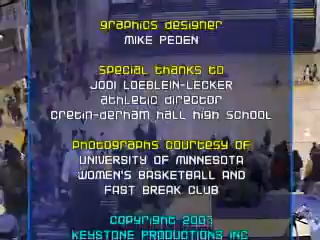 graphics designer
MIKE PEDEN
special thanks to
JODI LOEBLEIN-LECKER
athletic director
cretin-derham hall high school
photographs courtesy of
UNIVERSITY OF MINNESOTA
WOMEN'S BASKETBALL AND
FAST BREAK CLUB
copyright 2003
KEYSTONE PRODUCTIONS INC